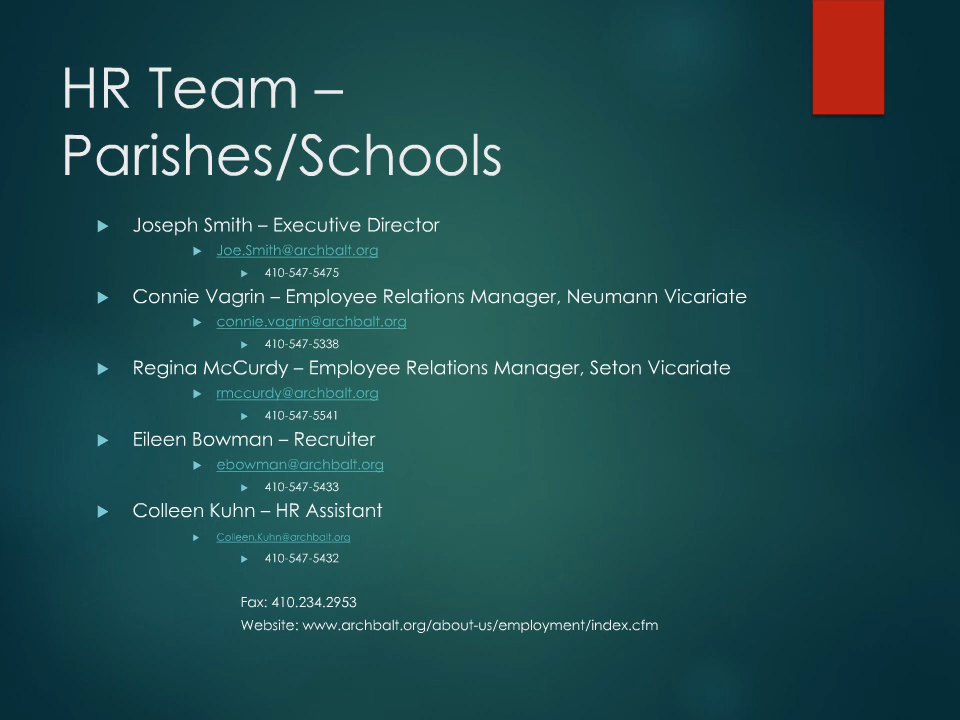 HR Team –
Parishes/Schools
Joseph Smith – Executive Director
Joe.Smith@archbalt.org
410-547-5475
Connie Vagrin – Employee Relations Manager, Neumann Vicariate
connie.vagrin@archbalt.org
410-547-5338
Regina McCurdy – Employee Relations Manager, Seton Vicariate
rmccurdy@archbalt.org
410-547-5541
Eileen Bowman – Recruiter
ebowman@archbalt.org
410-547-5433
Colleen Kuhn – HR Assistant
Colleen.Kuhn@archbalt.org
410-547-5432
Fax: 410.234.2953
Website: www.archbalt.org/about-us/employment/index.cfm